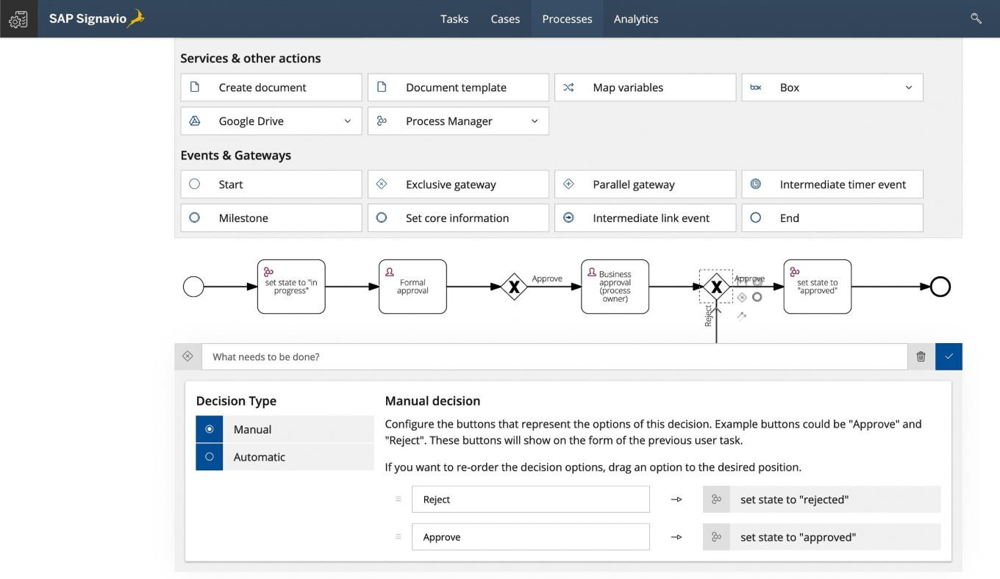 SAP Signavio
Tasks
Cases
Processes
Analytics
Services & other actions
Create document
Document template
Map variables
box
Box
Google Drive
Process Manager
Events & Gateways
Start
Exclusive gateway
Parallel gateway
Intermediate timer event
Milestone
Set core information
Intermediate link event
End
set state to "in
progress"
Formal
approval
X
Approve
Business
approval
(process
owner)
X
Approve
Reject
set state to
"approved"
What needs to be done?
Decision Type
Manual
Automatic
Manual decision
Configure the buttons that represent the options of this decision. Example buttons could be "Approve" and
"Reject". These buttons will show on the form of the previous user task.
If you want to re-order the decision options, drag an option to the desired position.
Reject
set state to "rejected"
Approve
set state to "approved"